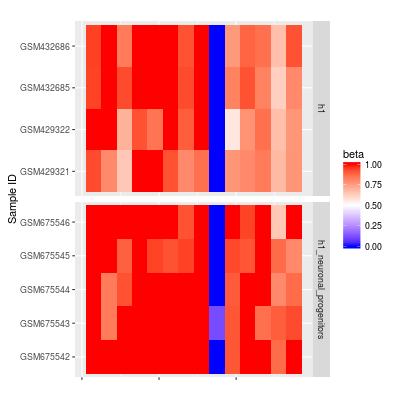 GSM432686
GSM432685
GSM429322
GSM429321
h1
GSM675546
GSM675545
GSM675544
GSM675543
GSM675542
h1_neuronal_progenitors
Sample ID
beta
1.00
0.75
0.50
0.25
0.00